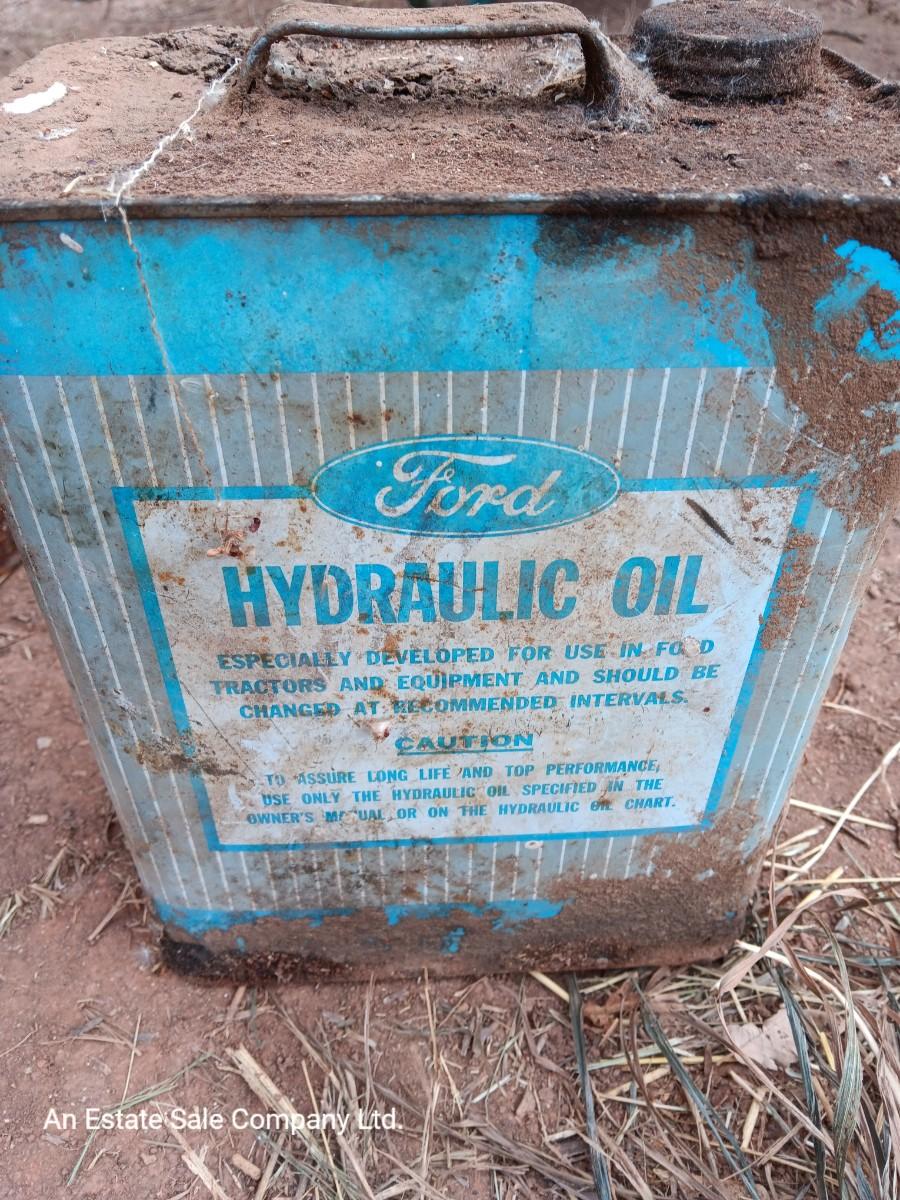 Ford
HYDRAULIC OIL
ESPECIALLY DEVELOPED FOR USE IN FORD
TRACTORS AND EQUIPMENT AND SHOULD BE
CHANGED AT RECOMMENDED INTERVALS.
CAUTION
TO ASSURE LONG LIFE AND TOP PERFORMANCE,
USE ONLY THE HYDRAULIC OIL SPECIFIED IN THE
OWNER'S MANUAL OR ON THE HYDRAULIC OIL CHART.
An Estate Sale Company Ltd.